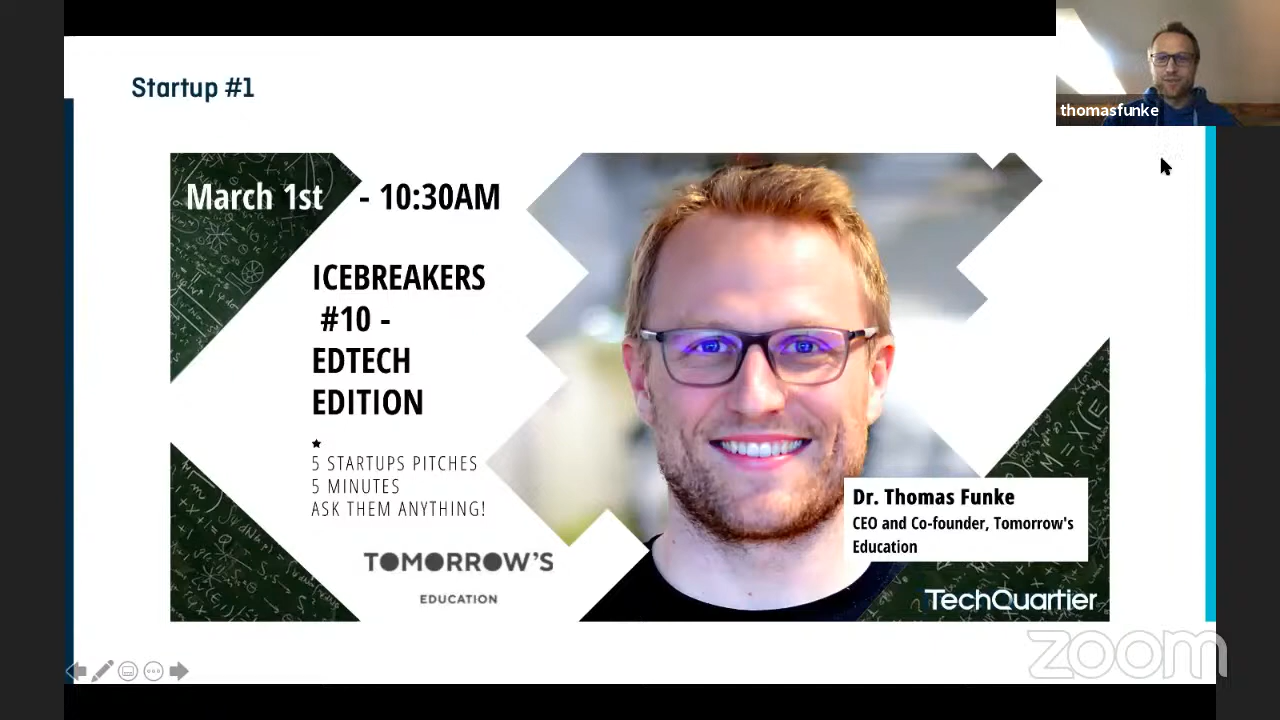 Startup #1
thomasfunke
March 1st - 10:30AM
ICEBREAKERS
#10 -
EDTECH
EDITION
5 STARTUPS PITCHES
5 MINUTES
ASK THEM ANYTHING!
TOMORROW'S
EDUCATION
Dr. Thomas Funke
CEO and Co-founder, Tomorrow's
Education
TechQuartier
zoom